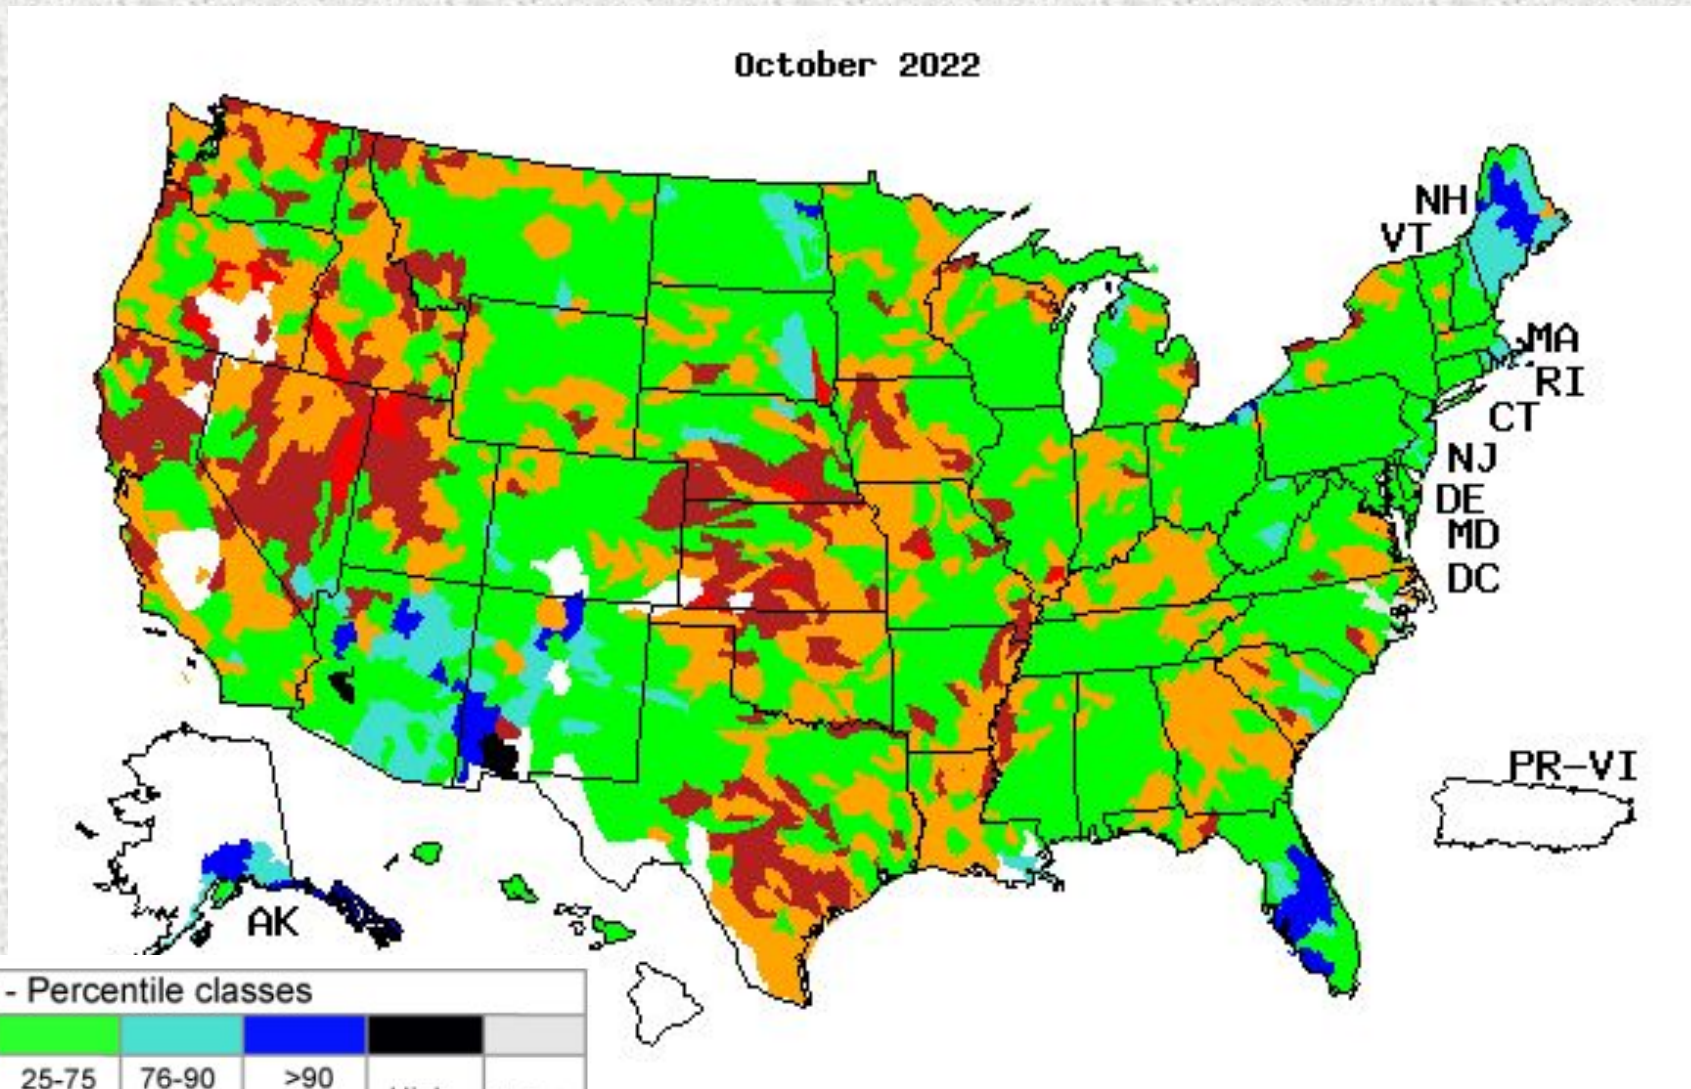 October 2022
NH
VT
MA
RI
CT
NJ
DE
MD
DC
PR-VI
AK
- Percentile classes
25-75 76-90 >90